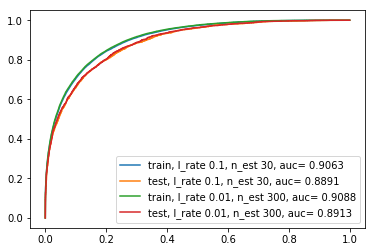 1.0
0.8
0.6
0.4
0.2
0.0
train, l_rate 0.1, n_est 30, auc= 0.9063
test, l_rate 0.1, n_est 30, auc= 0.8891
train, l_rate 0.01, n_est 300, auc= 0.9088
test, l_rate 0.01, n_est 300, auc= 0.8913
0.0 0.2 0.4 0.6 0.8 1.0